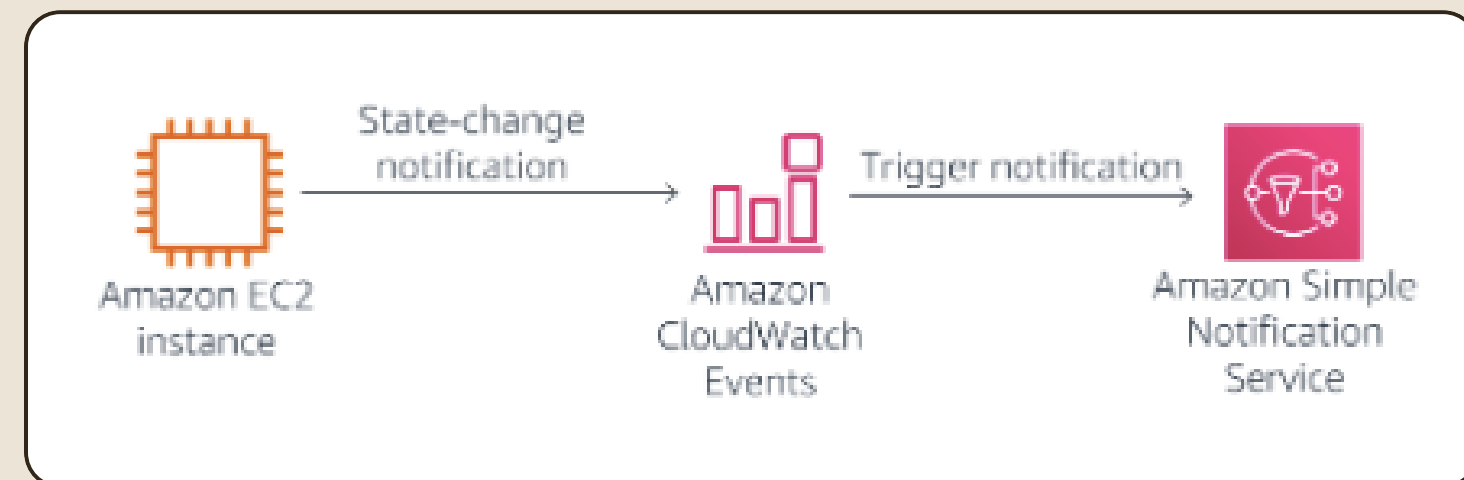 State-change
notification
Trigger notification
Amazon EC2
instance
Amazon
CloudWatch
Events
Amazon Simple
Notification
Service